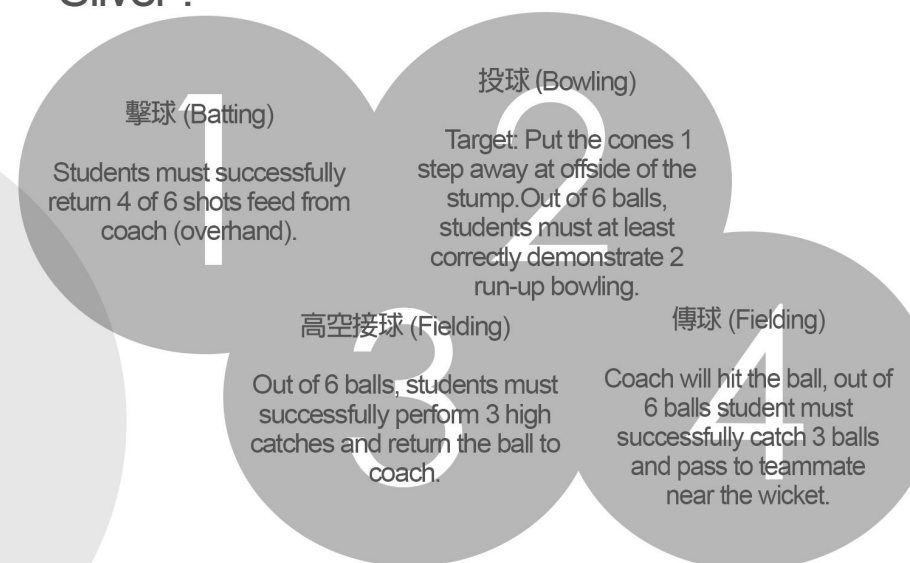 Silver :
1
擊球 (Batting)
Students must successfully
return 4 of 6 shots feed from
coach (overhand).
2
投球 (Bowling)
Target: Put the cones 1
step away at offside of the
stump.Out of 6 balls,
students must at least
correctly demonstrate 2
run-up bowling.
3
高空接球 (Fielding)
Out of 6 balls, students must
successfully perform 3 high
catches and return the ball to
coach.
4
傳球 (Fielding)
Coach will hit the ball, out of
6 balls student must
successfully catch 3 balls
and pass to teammate
near the wicket.